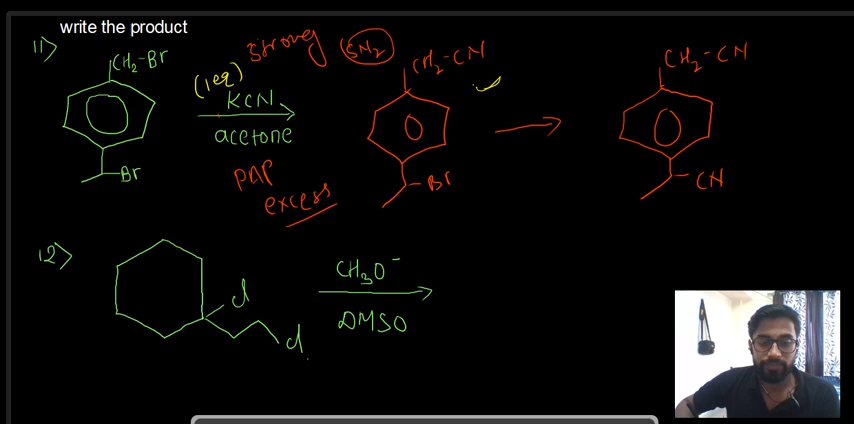 write the product
11) CH2-Br strong SN2 CH2-CN CH2-CN
(1eq)
KCN
acetone
Br PAP Br CN
excess
12) Cl CH3O-
DMSO
Cl